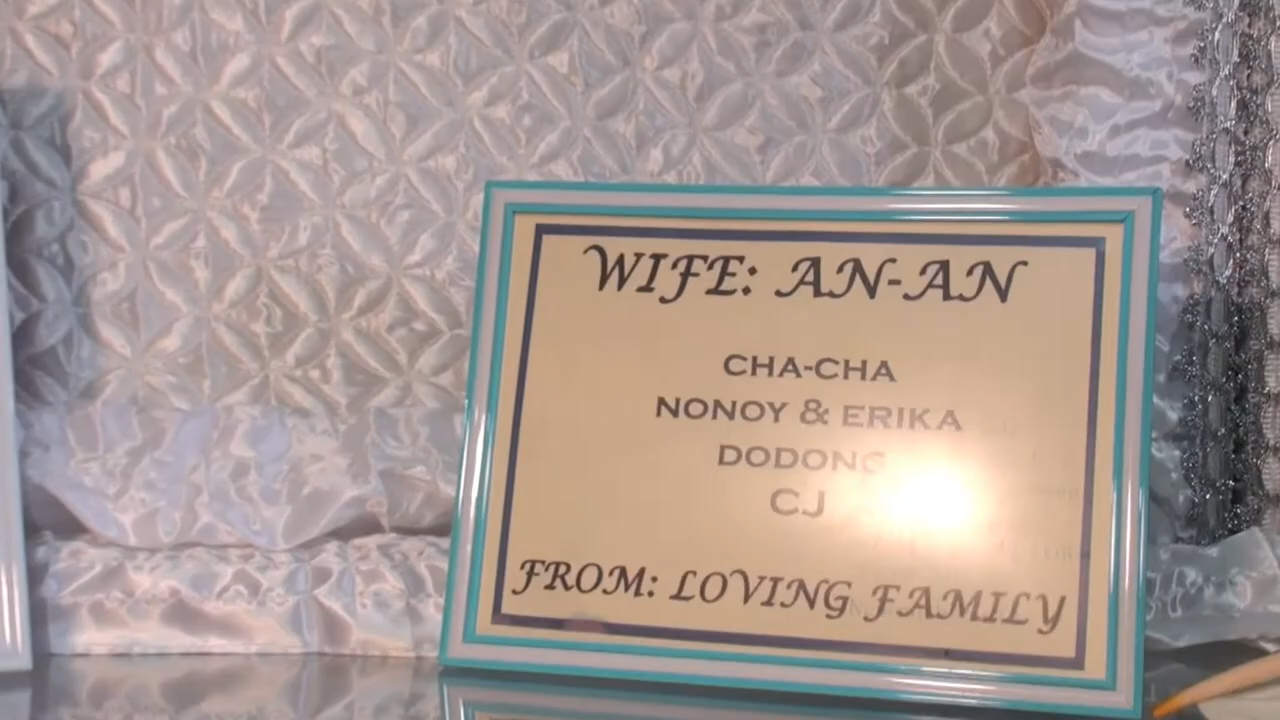 WIFE: AN-AN
CHA-CHA
NONOY & ERIKA
DODONG
CJ
FROM: LOVING FAMILY